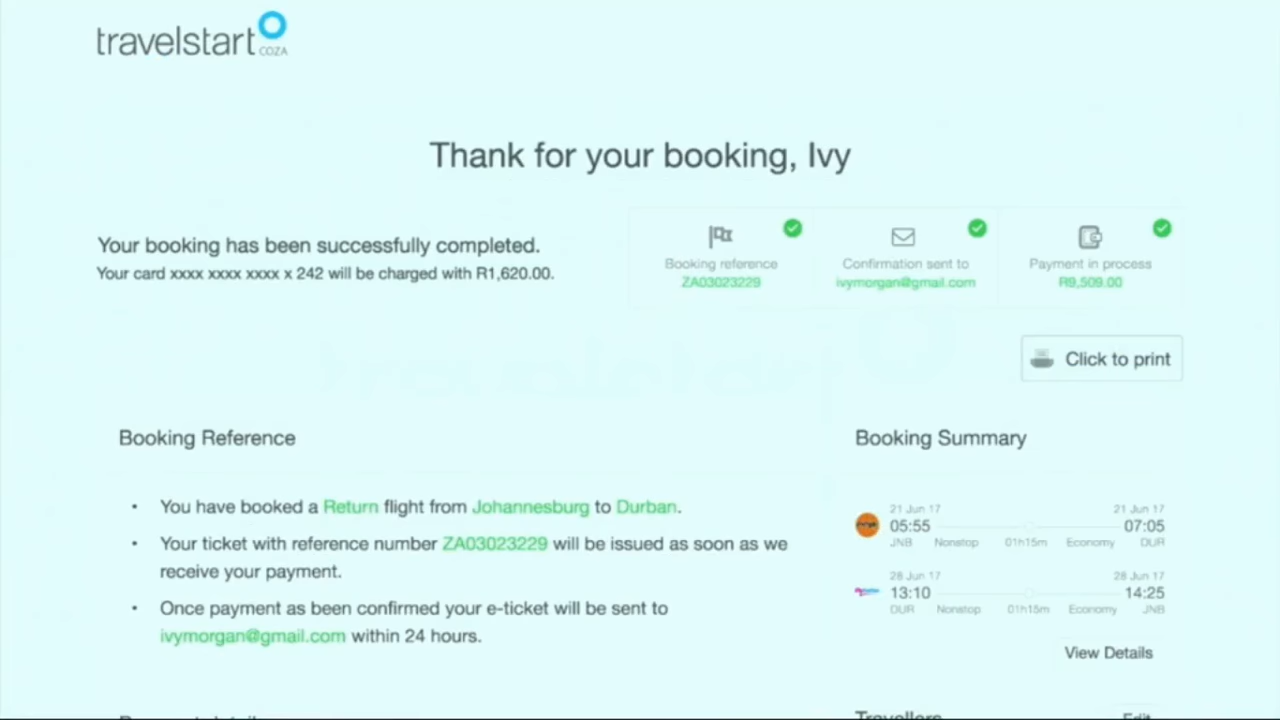 travelstart
COZA
Thank for your booking, Ivy
Your booking has been successfully completed.
Your card xxxx xxxx xxxx x 242 will be charged with R1,620.00.
Booking reference
ZA03023229
Confirmation sent to
ivymorgan@gmail.com
Payment in process
R9,509.00
Click to print
Booking Reference
• You have booked a Return flight from Johannesburg to Durban.
• Your ticket with reference number ZA03023229 will be issued as soon as we
receive your payment.
• Once payment as been confirmed your e-ticket will be sent to
ivymorgan@gmail.com within 24 hours.
Booking Summary
21 Jun 17 21 Jun 17
05:55 07:05
JNB Nonstop 01h15m Economy DUR
28 Jun 17 28 Jun 17
13:10 14:25
DUR Nonstop 01h15m Economy JNB
View Details
Travellers
Edit